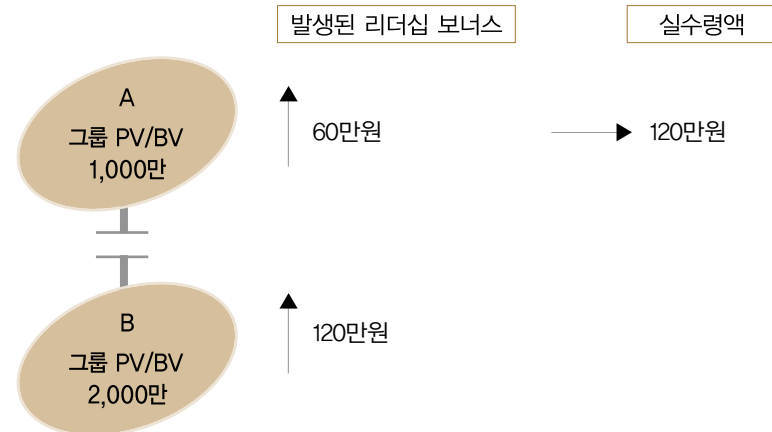 발생된 리더십 보너스
실수령액
A
그룹 PV/BV
1,000만
60만원
120만원
B
그룹 PV/BV
2,000만
120만원